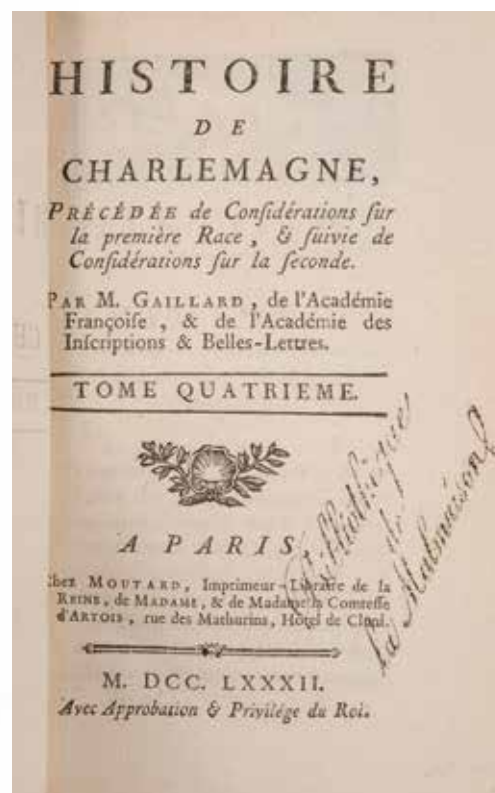 HISTOIRE
DE
CHARLEMAGNE,
PRÉCÉDÉE de Conſidérations ſur
la première Race, & ſuivie de
Conſidérations ſur la ſeconde.
PAR M. GAILLARD, de l'Académie
Françoiſe, & de l'Académie des
Inſcriptions & Belles-Lettres.
TOME QUATRIEME.
A PARIS
Chez MOUTARD, Imprimeur-Libraire de la
REINE, de MADAME, & de Madame la Comteſſe
d'ARTOIS, rue des Mathurins, Hôtel de Cluni.
M. DCC. LXXXII.
Avec Approbation & Privilége du Roi.
Bibliothèque
de
la Malmaison